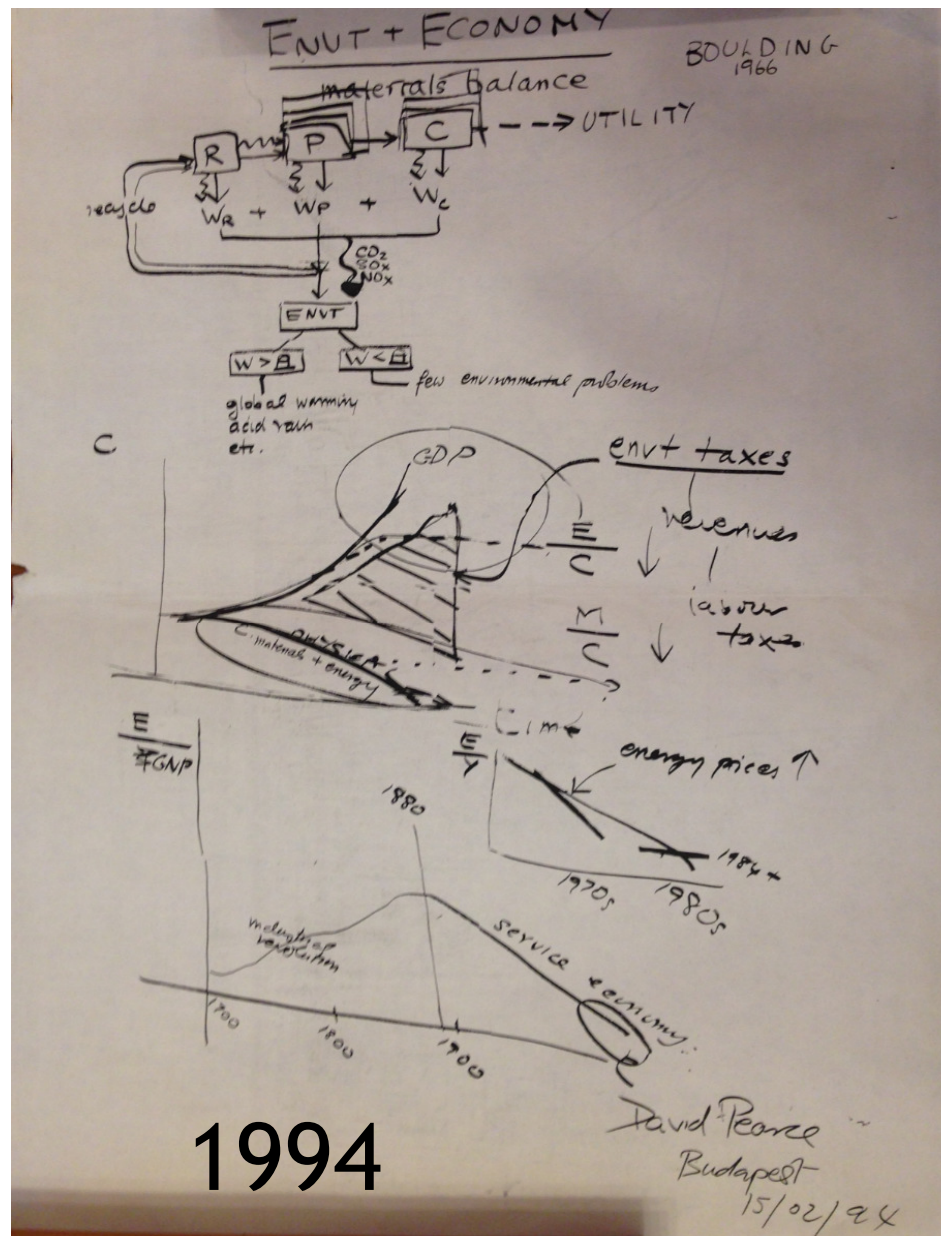 ENVT + ECONOMY
BOULDING
1966
materials balance
R
P
C
UTILITY
recycle
WR + WP + WC
CO2
SOx
NOx
ENVT
W > A
W < A
few environmental problems
global warming
acid rain
etc.
C
GDP
envt taxes
revenues
labour
taxes
E/C ↓
M/C ↓
C. materials + energy
time
E/GNP
E/Y
energy prices ↑
1984 +
1970s
1980s
1880
industrial
revolution
service economy.
1700
1800
1900
David Pearce
Budapest
15/02/94
1994